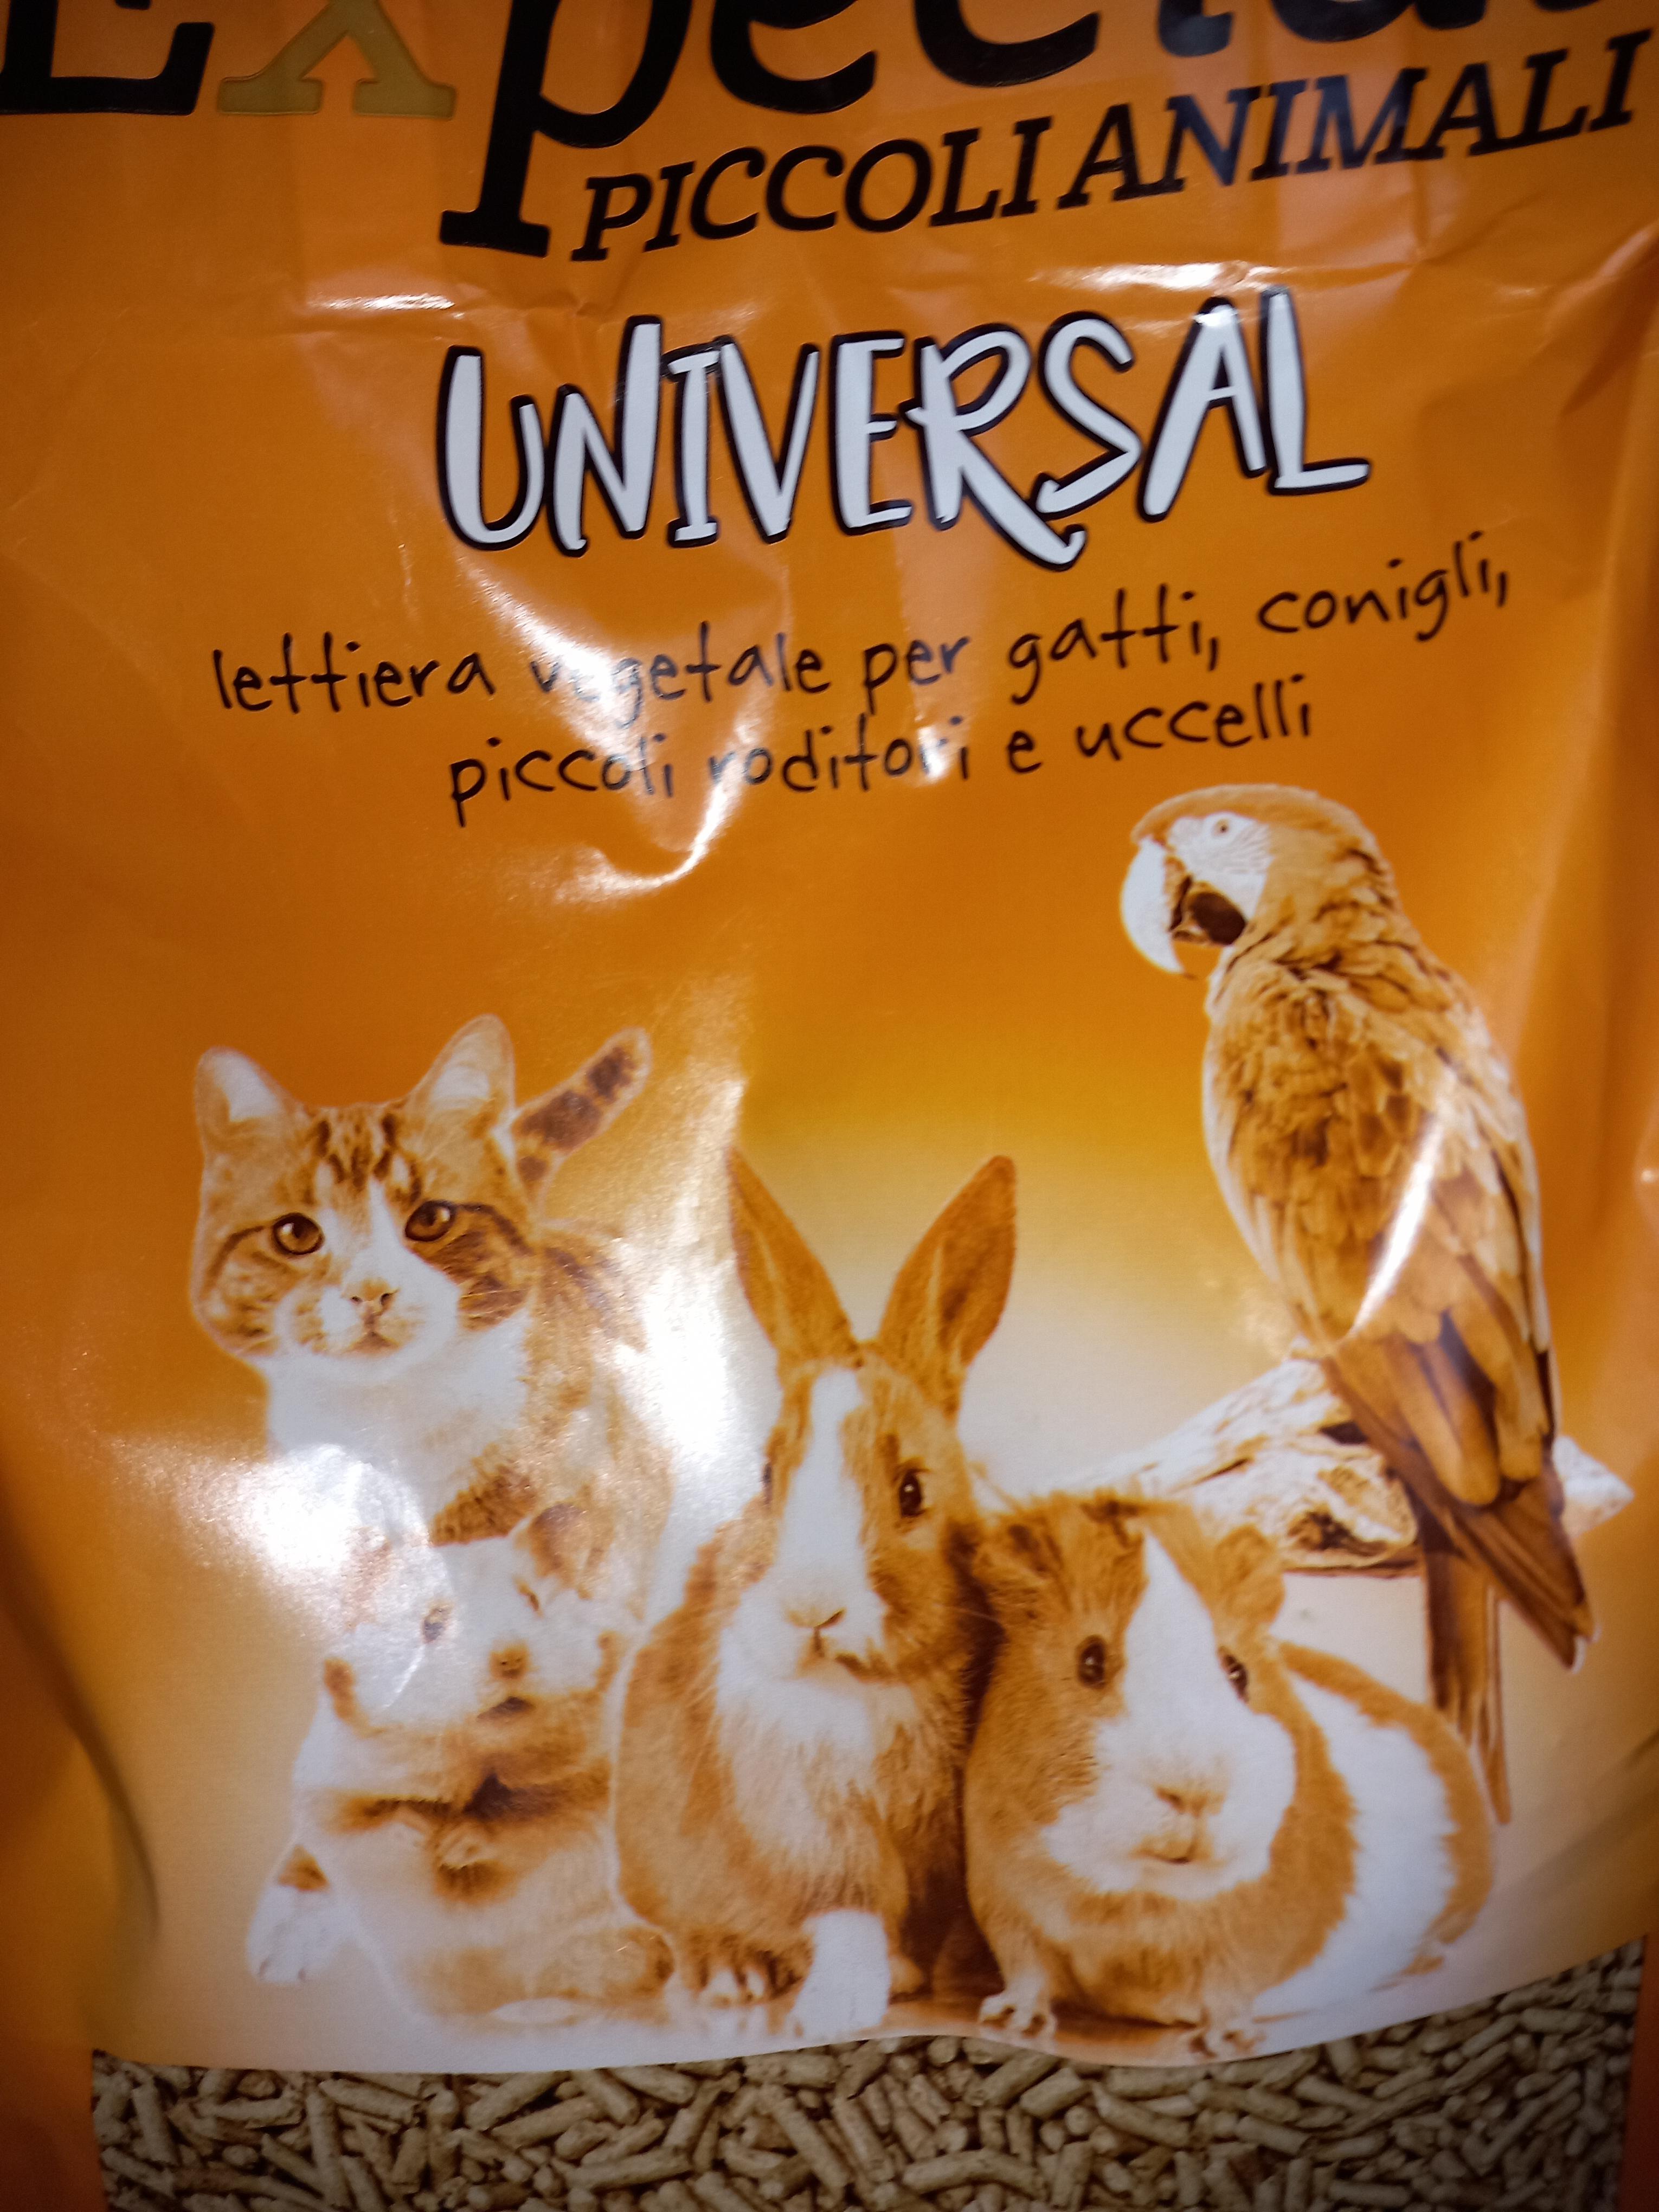 PICCOLI ANIMALI
UNIVERSAL
lettiera vegetale per gatti, conigli,
piccoli roditori e uccelli